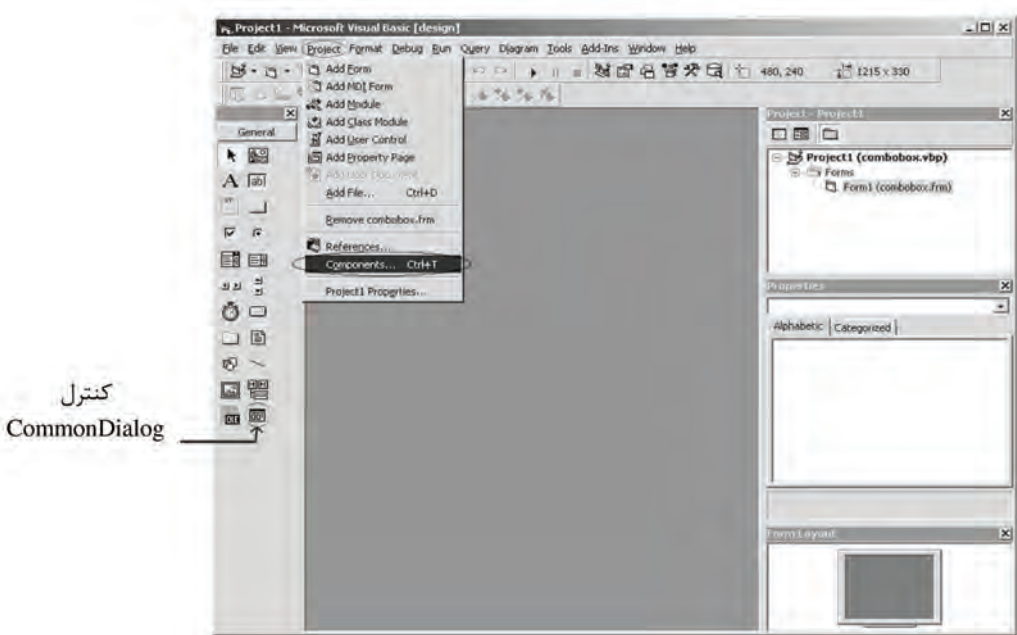 Project1 - Microsoft Visual Basic [design]
File Edit View Project Format Debug Run Query Diagram Tools Add-Ins Window Help
480, 240 1215 x 330
Add Form
Add MDI Form
Add Module
Add Class Module
Add User Control
Add Property Page
Add User Document
Add File... Ctrl+D
Remove combobox.frm
References...
Components... Ctrl+T
Project1 Properties...
General
Project - Project1
Project1 (combobox.vbp)
Forms
Form1 (combobox.frm)
Properties
Alphabetic Categorized
Form Layout
کنترل
CommonDialog